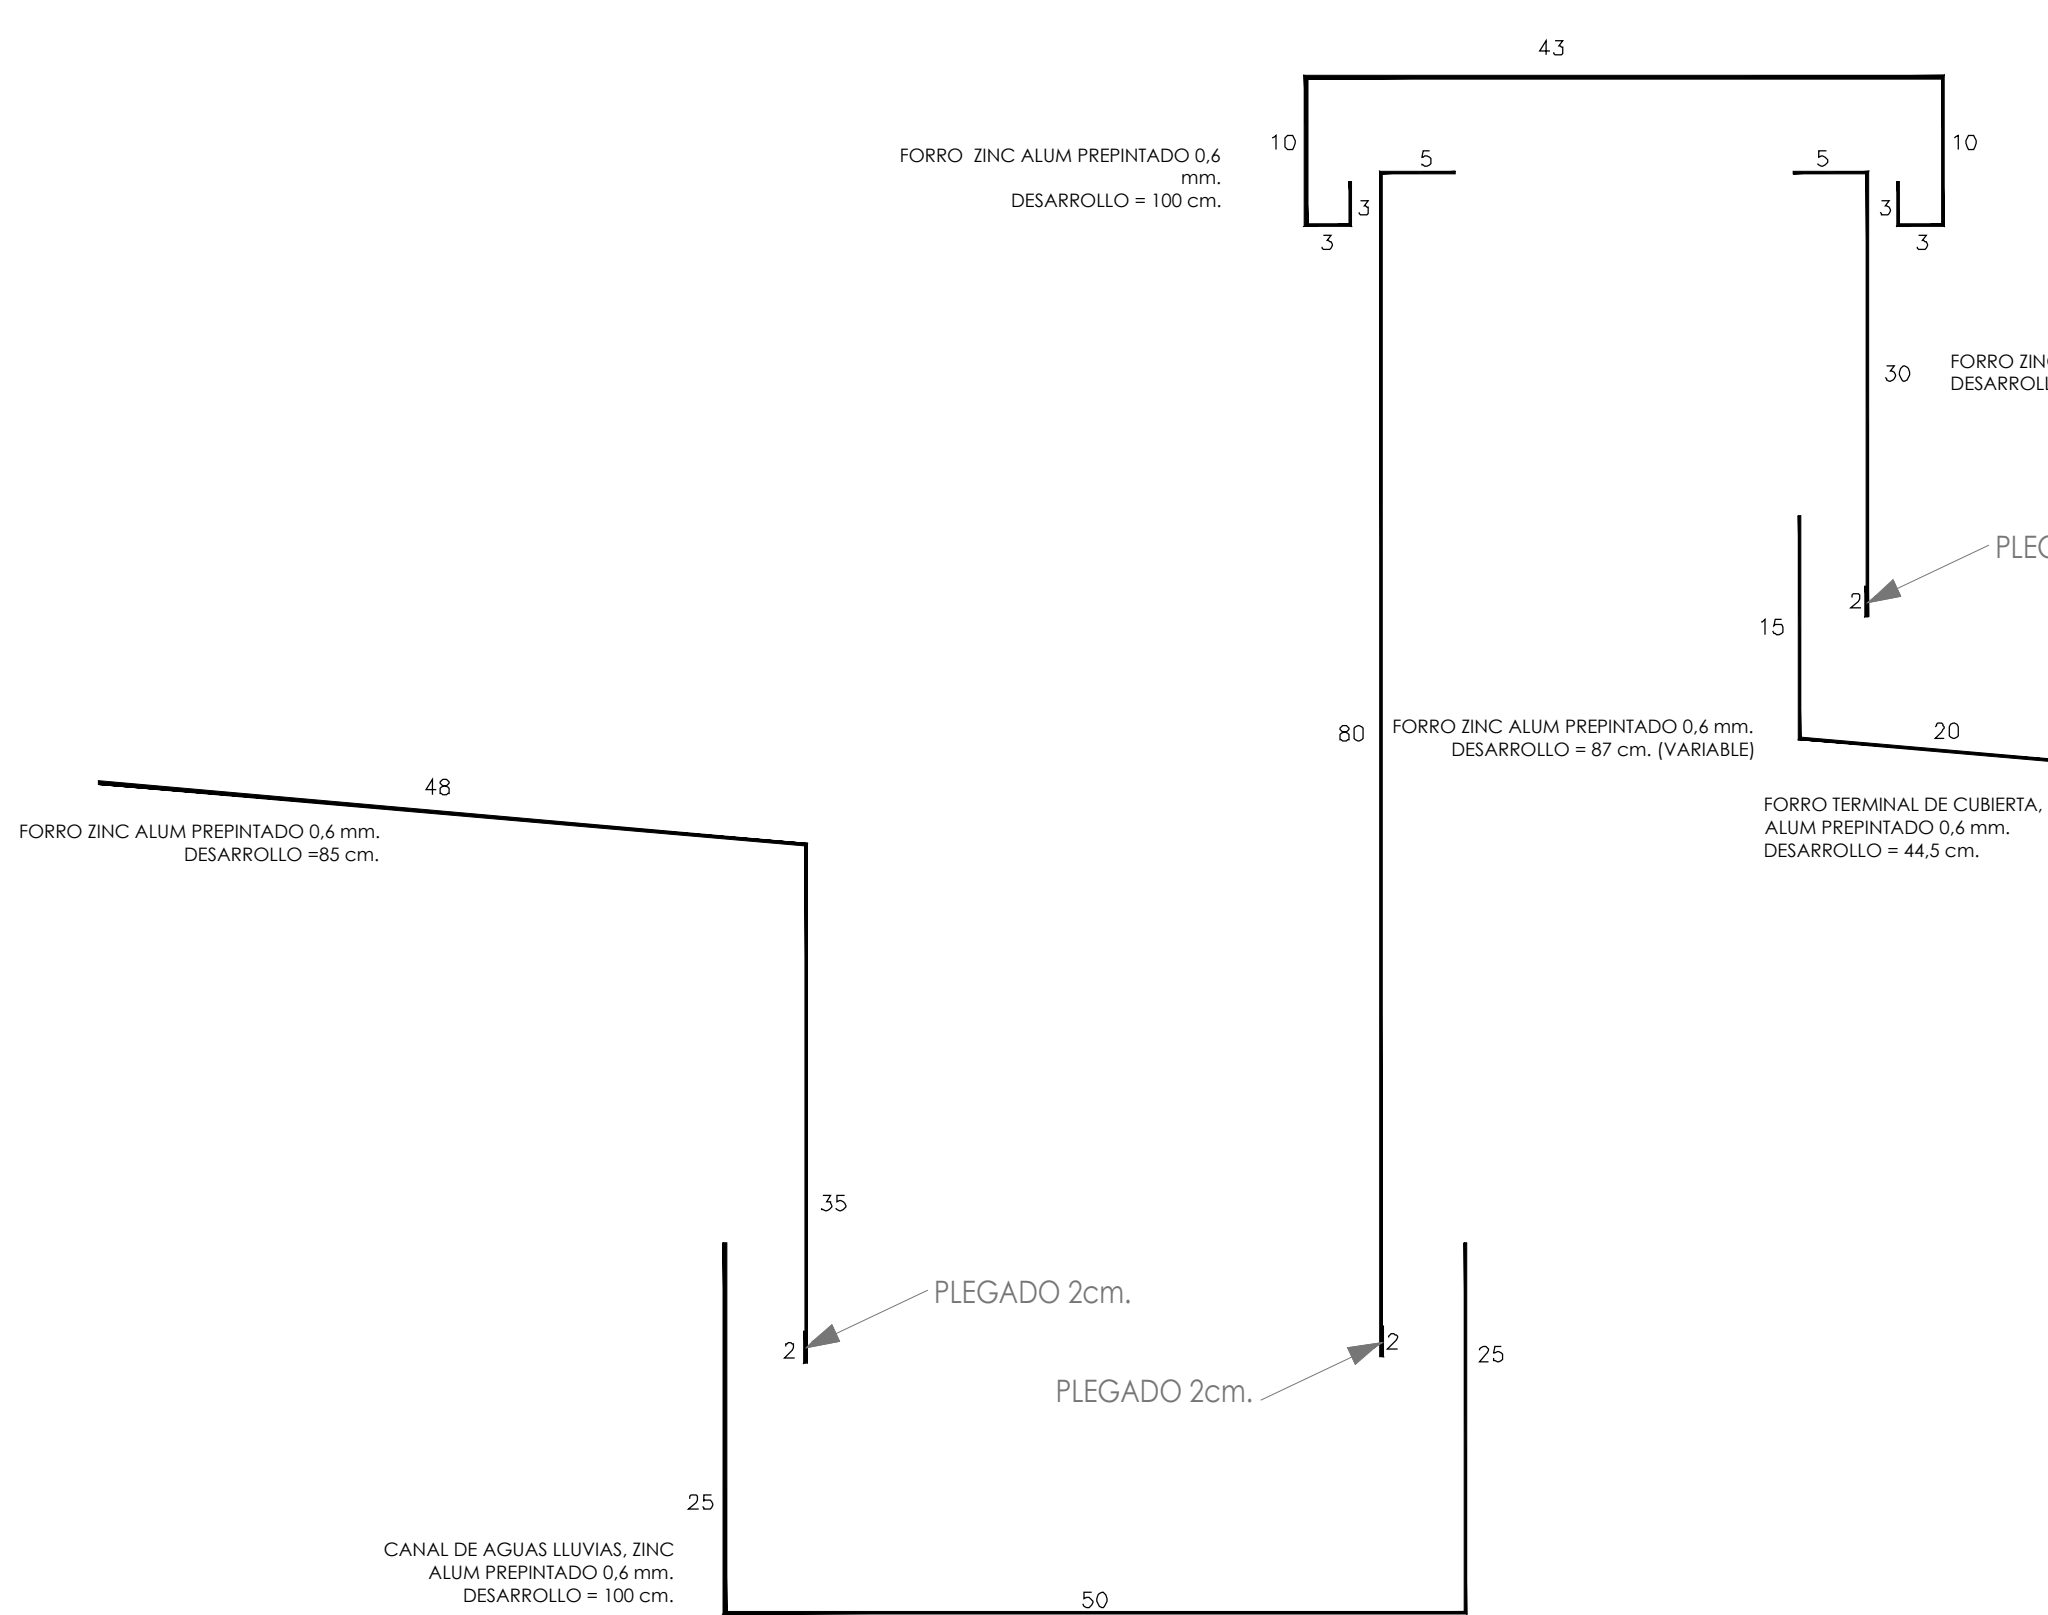 43
10
10
FORRO ZINC ALUM PREPINTADO 0,6
mm.
DESARROLLO = 100 cm.
5
5
3
3
3
3
30
FORRO
DESARROLL
2
15
80
FORRO ZINC ALUM PREPINTADO 0,6 mm.
DESARROLLO = 87 cm. (VARIABLE)
20
48
FORRO TERMINAL DE CUBIERTA,
ALUM PREPINTADO 0,6 mm.
DESARROLLO = 44,5 cm.
FORRO ZINC ALUM PREPINTADO 0,6 mm.
DESARROLLO =85 cm.
35
PLEGADO 2cm.
2
2
25
PLEGADO 2cm.
25
CANAL DE AGUAS LLUVIAS, ZINC
ALUM PREPINTADO 0,6 mm.
DESARROLLO = 100 cm.
50